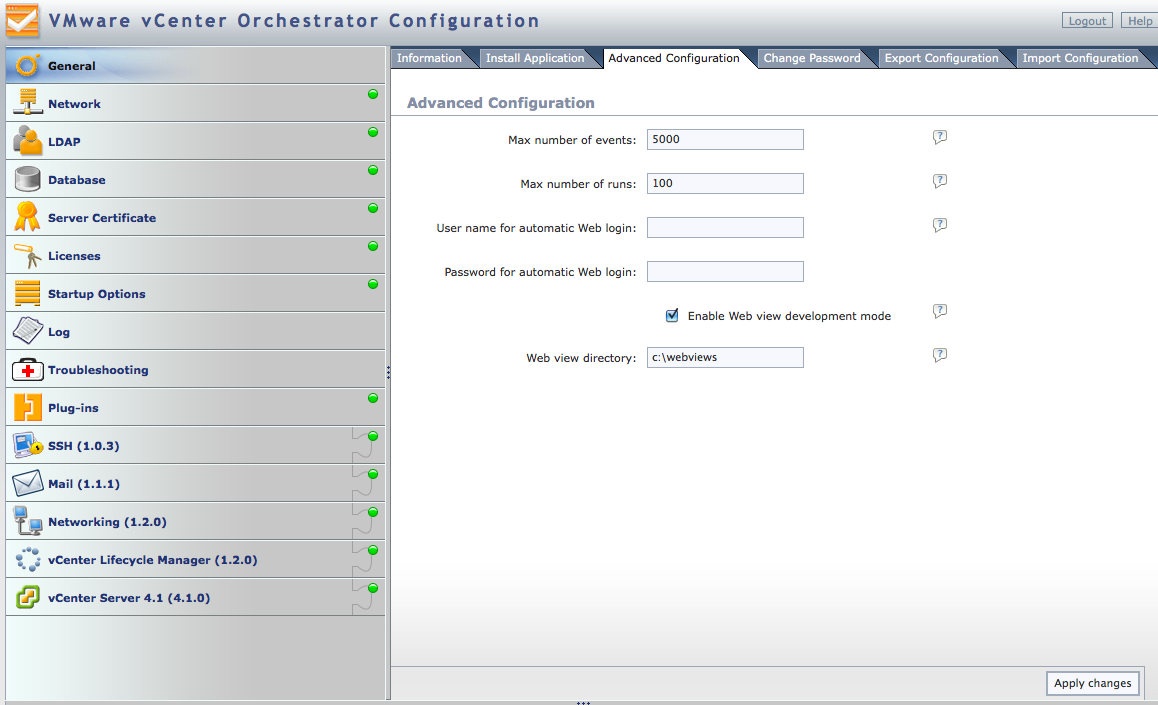 VMware vCenter Orchestrator Configuration
Logout Help
General
Network
LDAP
Database
Server Certificate
Licenses
Startup Options
Log
Troubleshooting
Plug-ins
SSH (1.0.3)
Mail (1.1.1)
Networking (1.2.0)
vCenter Lifecycle Manager (1.2.0)
vCenter Server 4.1 (4.1.0)
Information Install Application Advanced Configuration Change Password Export Configuration Import Configuration
Advanced Configuration
Max number of events: 5000 ?
Max number of runs: 100 ?
User name for automatic Web login: ?
Password for automatic Web login:
Enable Web view development mode ?
Web view directory: c:\webviews ?
Apply changes